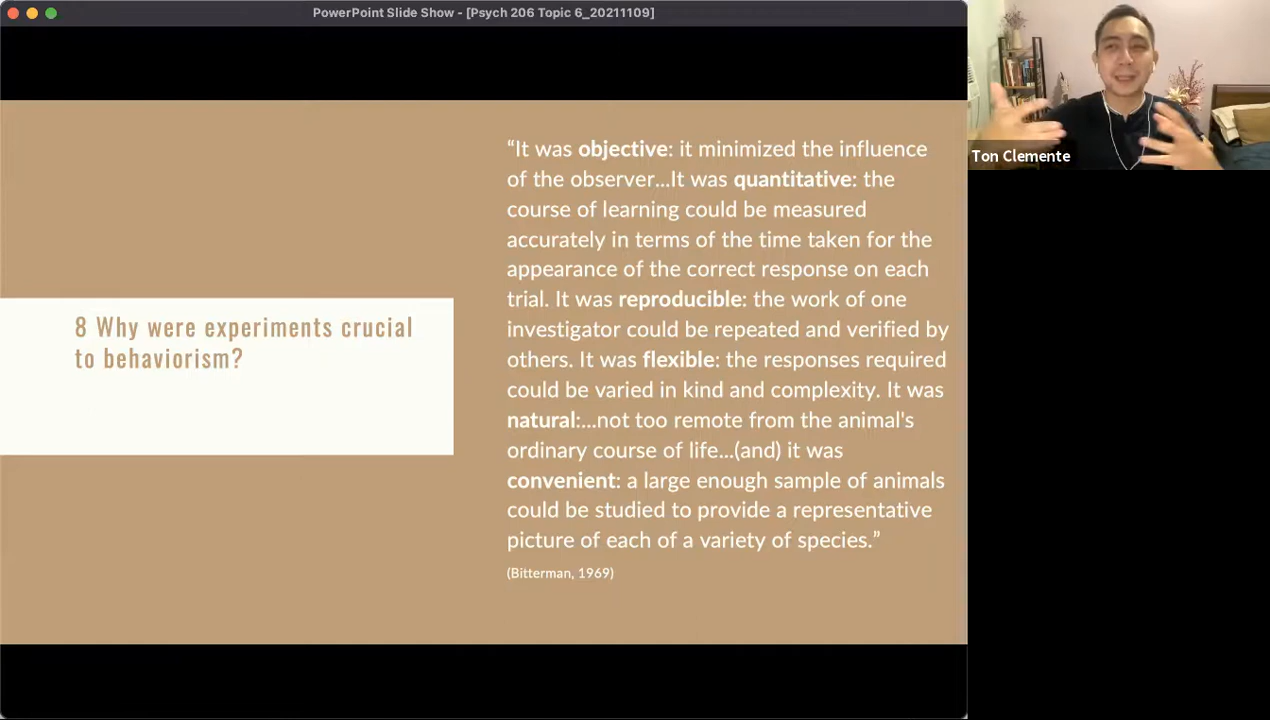 PowerPoint Slide Show - [Psych 206 Topic 6_20211109]
8 Why were experiments crucial
to behaviorism?
“It was objective: it minimized the influence
of the observer...It was quantitative: the
course of learning could be measured
accurately in terms of the time taken for the
appearance of the correct response on each
trial. It was reproducible: the work of one
investigator could be repeated and verified by
others. It was flexible: the responses required
could be varied in kind and complexity. It was
natural:...not too remote from the animal's
ordinary course of life...(and) it was
convenient: a large enough sample of animals
could be studied to provide a representative
picture of each of a variety of species.”
(Bitterman, 1969)
Ton Clemente